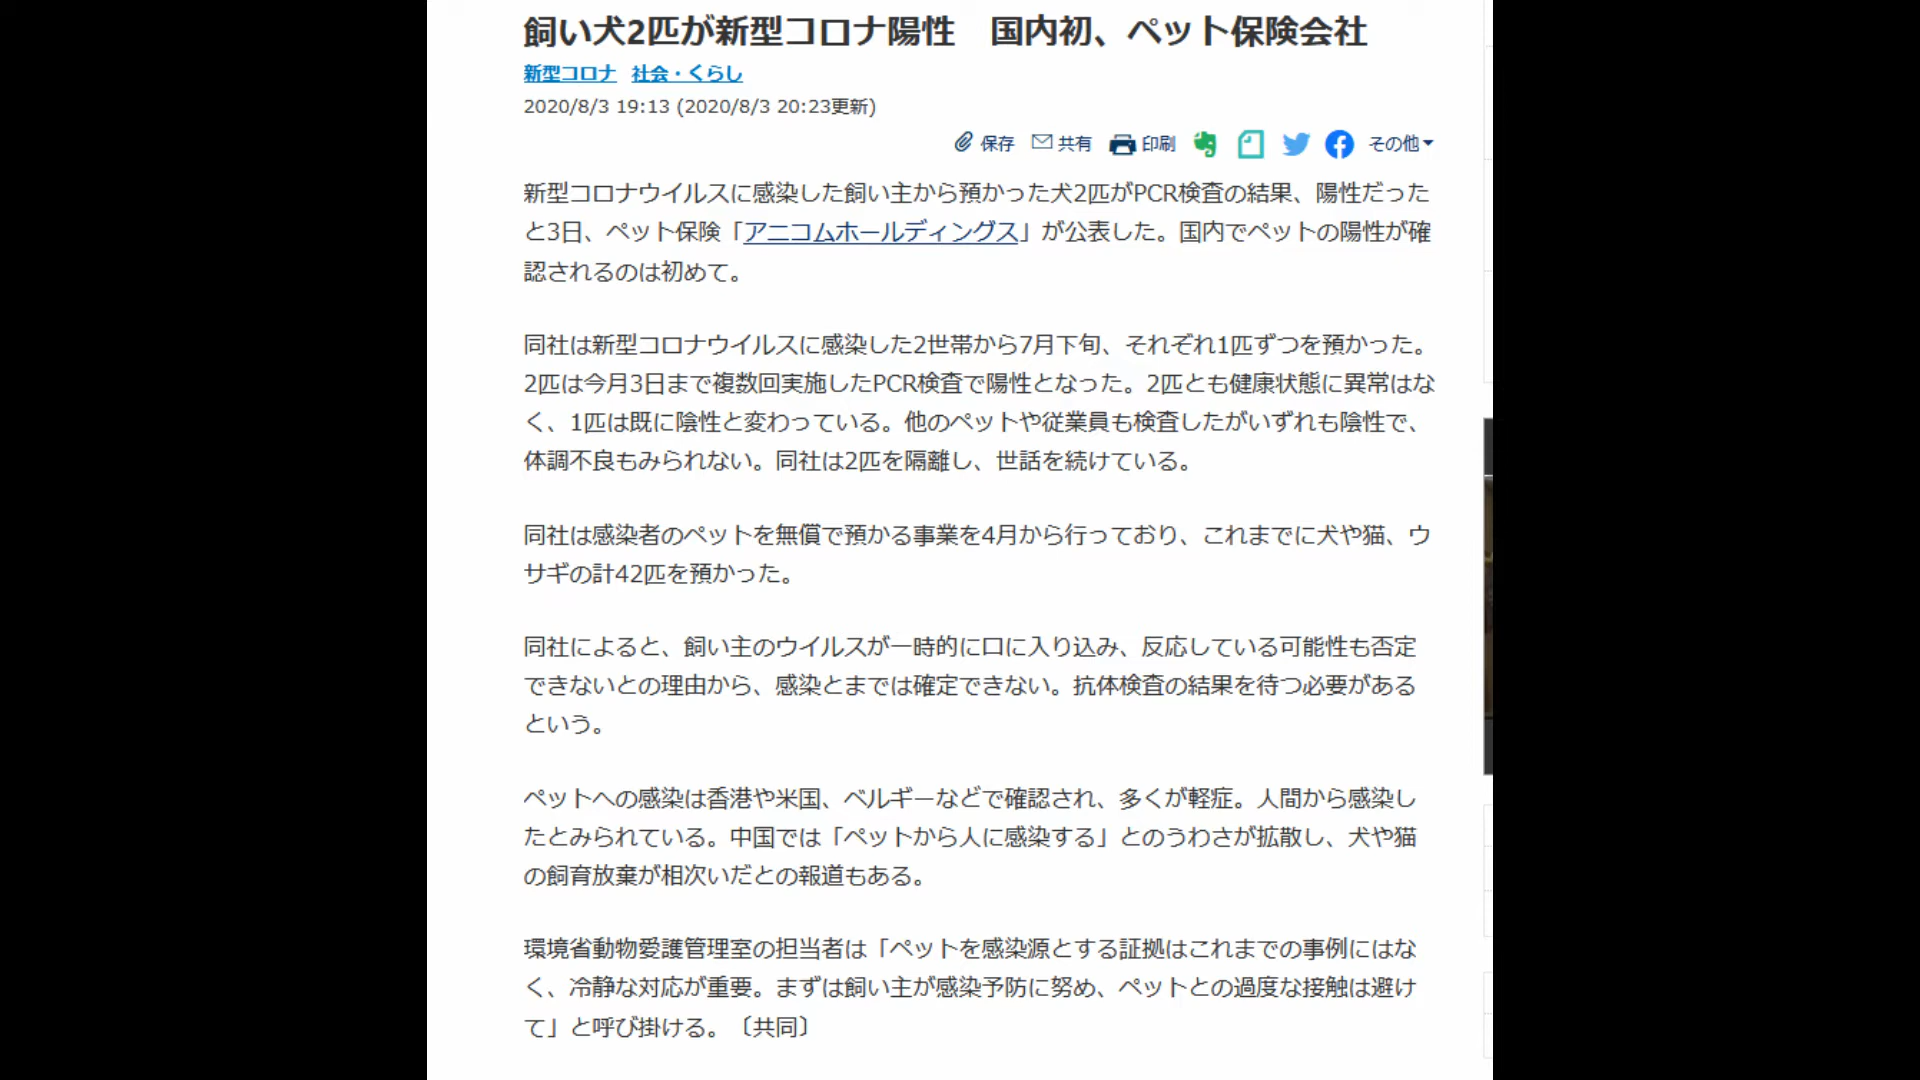 飼い犬2匹が新型コロナ陽性　国内初、ペット保険会社
新型コロナ 社会・くらし
2020/8/3 19:13 (2020/8/3 20:23更新)
保存 共有 印刷 その他
新型コロナウイルスに感染した飼い主から預かった犬2匹がPCR検査の結果、陽性だった
と3日、ペット保険「アニコムホールディングス」が公表した。国内でペットの陽性が確
認されるのは初めて。
同社は新型コロナウイルスに感染した2世帯から7月下旬、それぞれ1匹ずつを預かった。
2匹は今月3日まで複数回実施したPCR検査で陽性となった。2匹とも健康状態に異常はな
く、1匹は既に陰性と変わっている。他のペットや従業員も検査したがいずれも陰性で、
体調不良もみられない。同社は2匹を隔離し、世話を続けている。
同社は感染者のペットを無償で預かる事業を4月から行っており、これまでに犬や猫、ウ
サギの計42匹を預かった。
同社によると、飼い主のウイルスが一時的に口に入り込み、反応している可能性も否定
できないとの理由から、感染とまでは確定できない。抗体検査の結果を待つ必要がある
という。
ペットへの感染は香港や米国、ベルギーなどで確認され、多くが軽症。人間から感染し
たとみられている。中国では「ペットから人に感染する」とのうわさが拡散し、犬や猫
の飼育放棄が相次いだとの報道もある。
環境省動物愛護管理室の担当者は「ペットを感染源とする証拠はこれまでの事例にはな
く、冷静な対応が重要。まずは飼い主が感染予防に努め、ペットとの過度な接触は避け
て」と呼び掛ける。〔共同〕